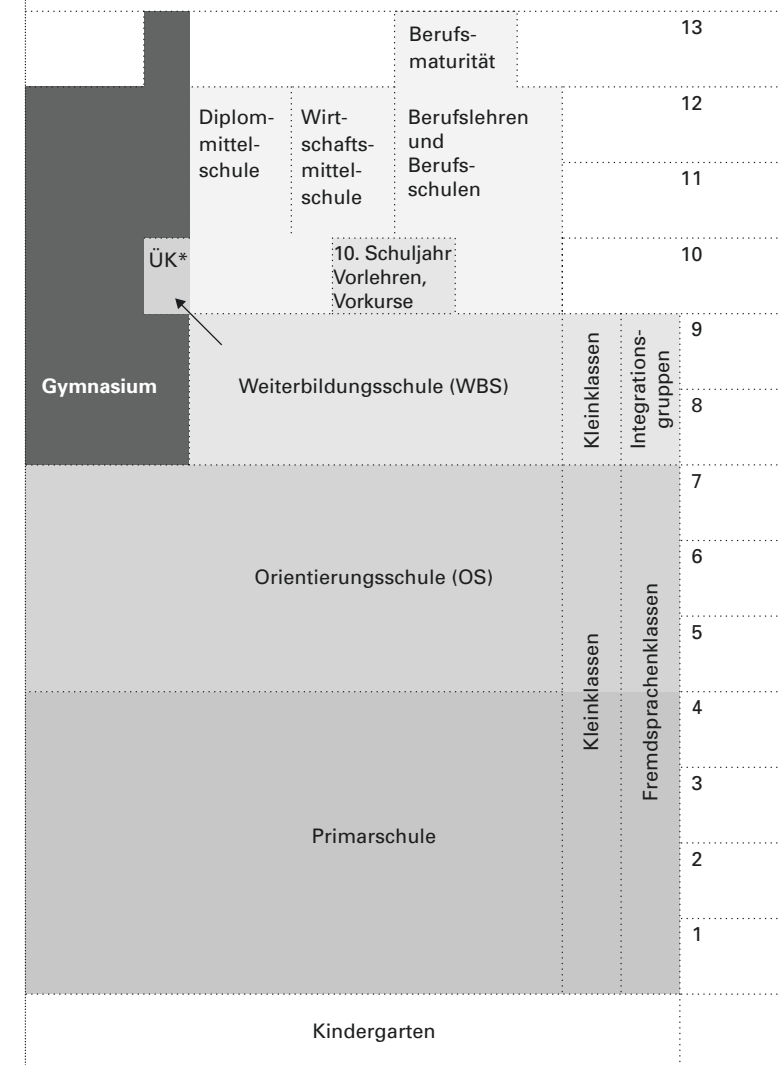 Berufs-
maturität
13
Diplom-
mittel-
schule
Wirt-
schafts-
mittel-
schule
Berufslehren
und
Berufs-
schulen
12
11
ÜK*
10. Schuljahr
Vorlehren,
Vorkurse
10
Gymnasium
Weiterbildungsschule (WBS)
Kleinklassen
Integrations-
gruppen
9
8
7
Orientierungsschule (OS)
6
5
Kleinklassen
Fremdsprachenklassen
4
3
Primarschule
2
1
Kindergarten